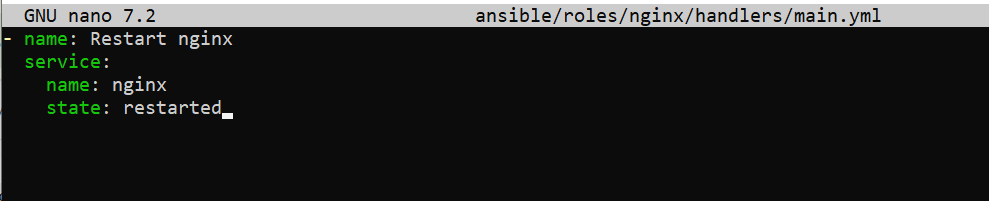 GNU nano 7.2 ansible/roles/nginx/handlers/main.yml
- name: Restart nginx
  service:
    name: nginx
    state: restarted